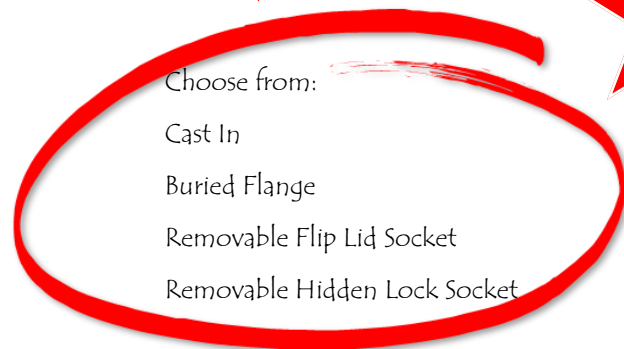 Choose from:
Cast In
Buried Flange
Removable Flip Lid Socket
Removable Hidden Lock Socket